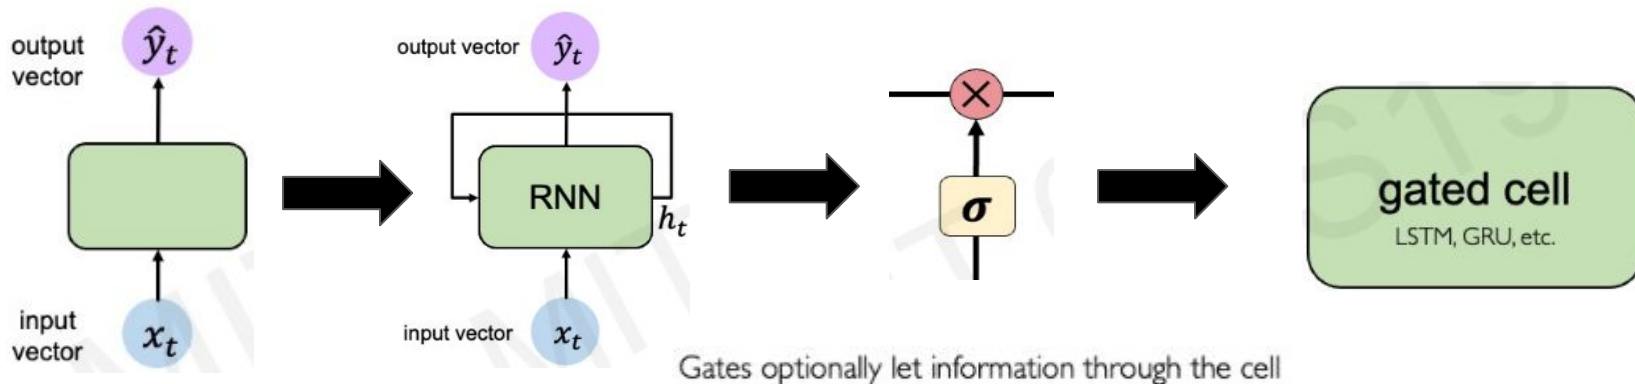 output
vector
ŷₜ
input
vector
xₜ
output vector
ŷₜ
RNN
hₜ
input vector
xₜ
×
σ
gated cell
LSTM, GRU, etc.
Gates optionally let information through the cell